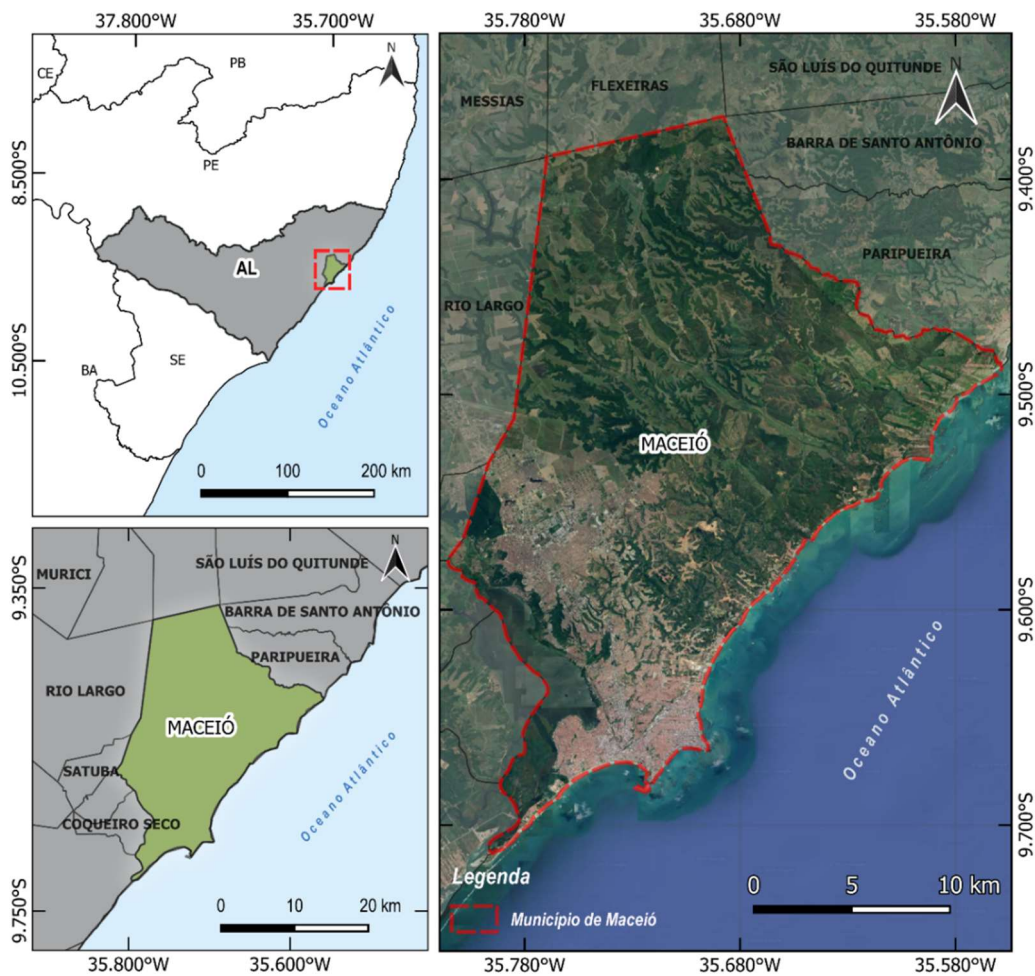 37.800°W
35.700°W
N
CE
PB
8.500°S
PE
AL
10.500°S
BA
SE
Oceano Atlântico
0
100
200 km
N
9.350°S
MURICI
SÃO LUÍS DO QUITUNDE
BARRA DE SANTO ANTÔNIO
PARIPUEIRA
RIO LARGO
MACEIÓ
SATUBA
COQUEIRO SECO
Oceano Atlântico
9.750°S
0
10
20 km
35.800°W
35.600°W
35.780°W
35.680°W
35.580°W
N
SÃO LUÍS DO QUITUNDE
FLEXEIRAS
MESSIAS
BARRA DE SANTO ANTÔNIO
9.400°S
PARIPUEIRA
RIO LARGO
9.500°S
MACEIÓ
9.600°S
Oceano Atlântico
9.700°S
Legenda
Município de Maceió
0
5
10 km
35.780°W
35.680°W
35.580°W